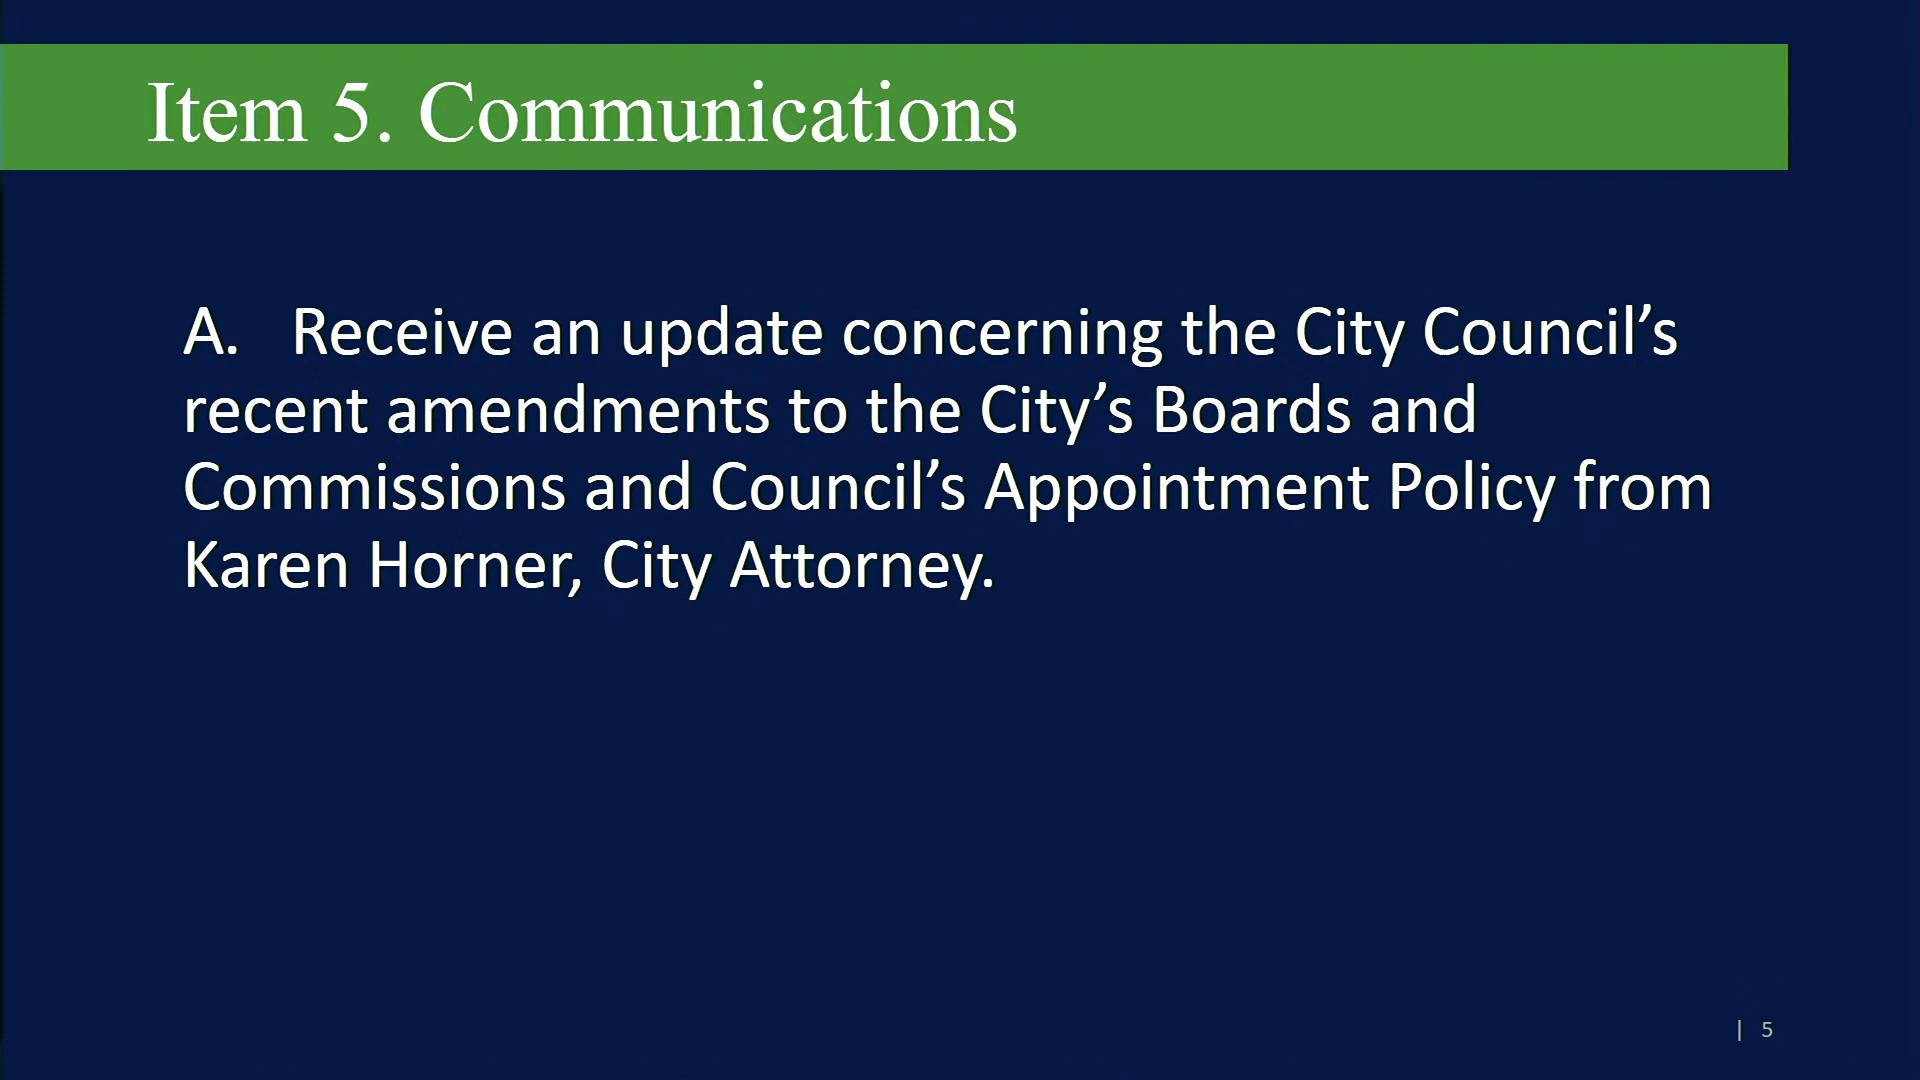 Item 5. Communications
A. Receive an update concerning the City Council’s
recent amendments to the City’s Boards and
Commissions and Council’s Appointment Policy from
Karen Horner, City Attorney.
| 5